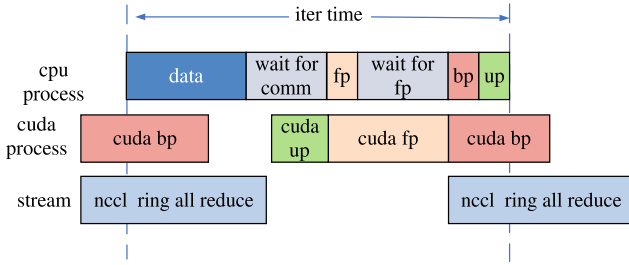 iter time
cpu
process
data
wait for
comm
fp
wait for
fp
bp
up
cuda
process
cuda bp
cuda
up
cuda fp
cuda bp
stream
nccl ring all reduce
nccl ring all reduce